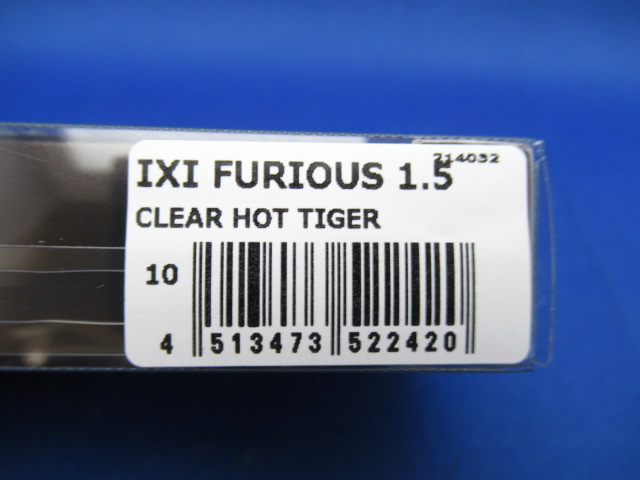 214032
IXI FURIOUS 1.5
CLEAR HOT TIGER
10
4 513473 522420